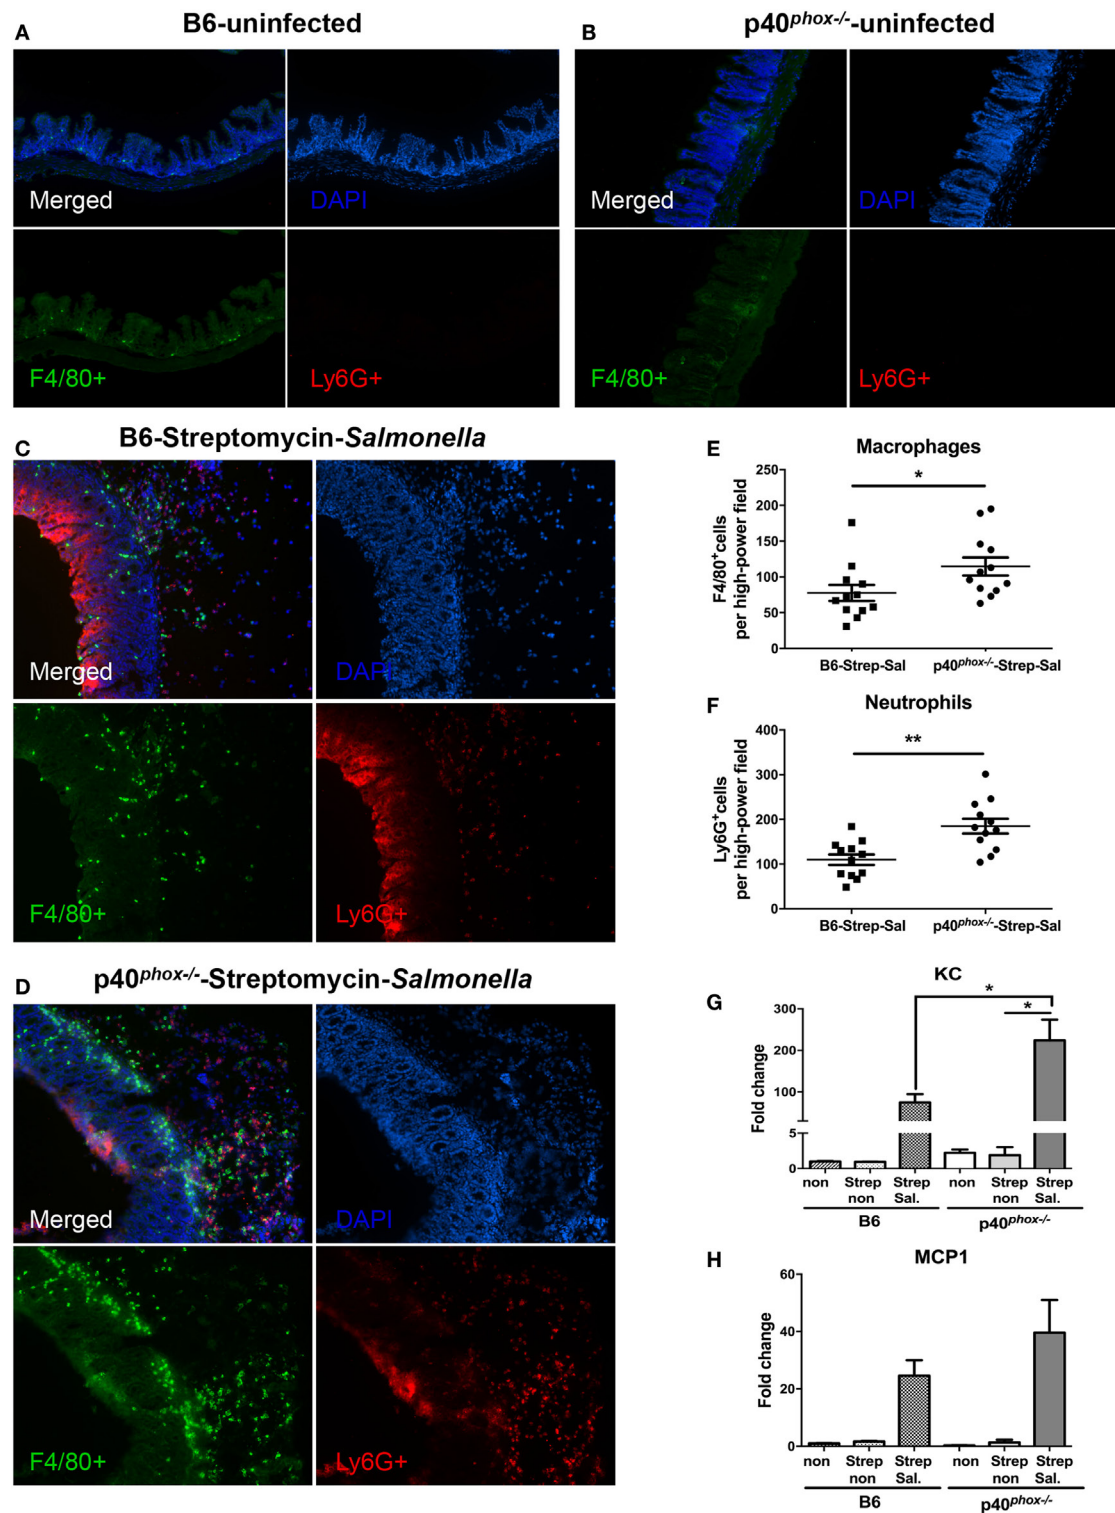 A
B6-uninfected
Merged
DAPI
F4/80+
Ly6G+
B
p40phox-/--uninfected
Merged
DAPI
F4/80+
Ly6G+
C
B6-Streptomycin-Salmonella
Merged
DAPI
F4/80+
Ly6G+
D
p40phox-/--Streptomycin-Salmonella
Merged
DAPI
F4/80+
Ly6G+
E
Macrophages
F4/80+cells
per high-power field
250
200
150
100
50
0
*
B6-Strep-Sal
p40phox-/--Strep-Sal
F
Neutrophils
Ly6G+cells
per high-power field
400
300
200
100
0
**
B6-Strep-Sal
p40phox-/--Strep-Sal
G
KC
Fold change
300
200
100
5
0
*
*
non
Strep non
Strep Sal.
non
Strep non
Strep Sal.
B6
p40phox-/-
H
MCP1
Fold change
60
40
20
0
non
Strep non
Strep Sal.
non
Strep non
Strep Sal.
B6
p40phox-/-